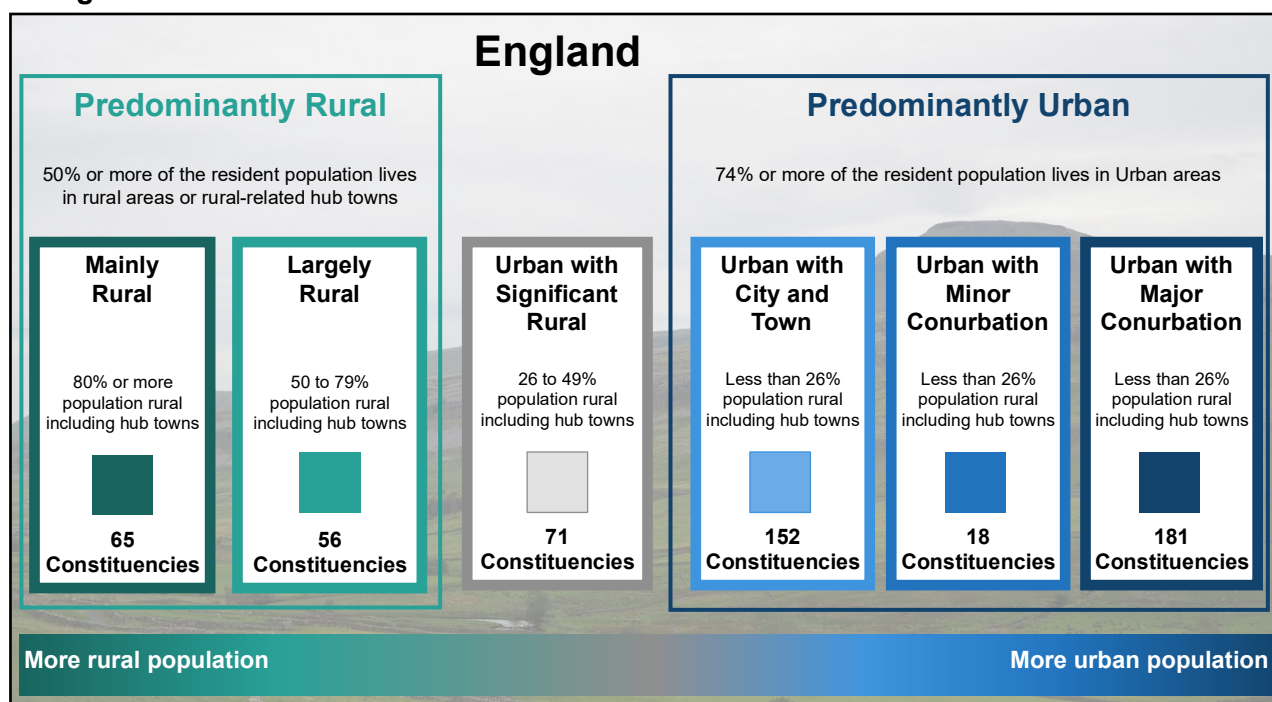 England
Predominantly Rural
50% or more of the resident population lives
in rural areas or rural-related hub towns
Mainly
Rural
80% or more
population rural
including hub towns
65
Constituencies
Largely
Rural
50 to 79%
population rural
including hub towns
56
Constituencies
Urban with
Significant
Rural
26 to 49%
population rural
including hub towns
71
Constituencies
Predominantly Urban
74% or more of the resident population lives in Urban areas
Urban with
City and
Town
Less than 26%
population rural
including hub towns
152
Constituencies
Urban with
Minor
Conurbation
Less than 26%
population rural
including hub towns
18
Constituencies
Urban with
Major
Conurbation
Less than 26%
population rural
including hub towns
181
Constituencies
More rural population
More urban population